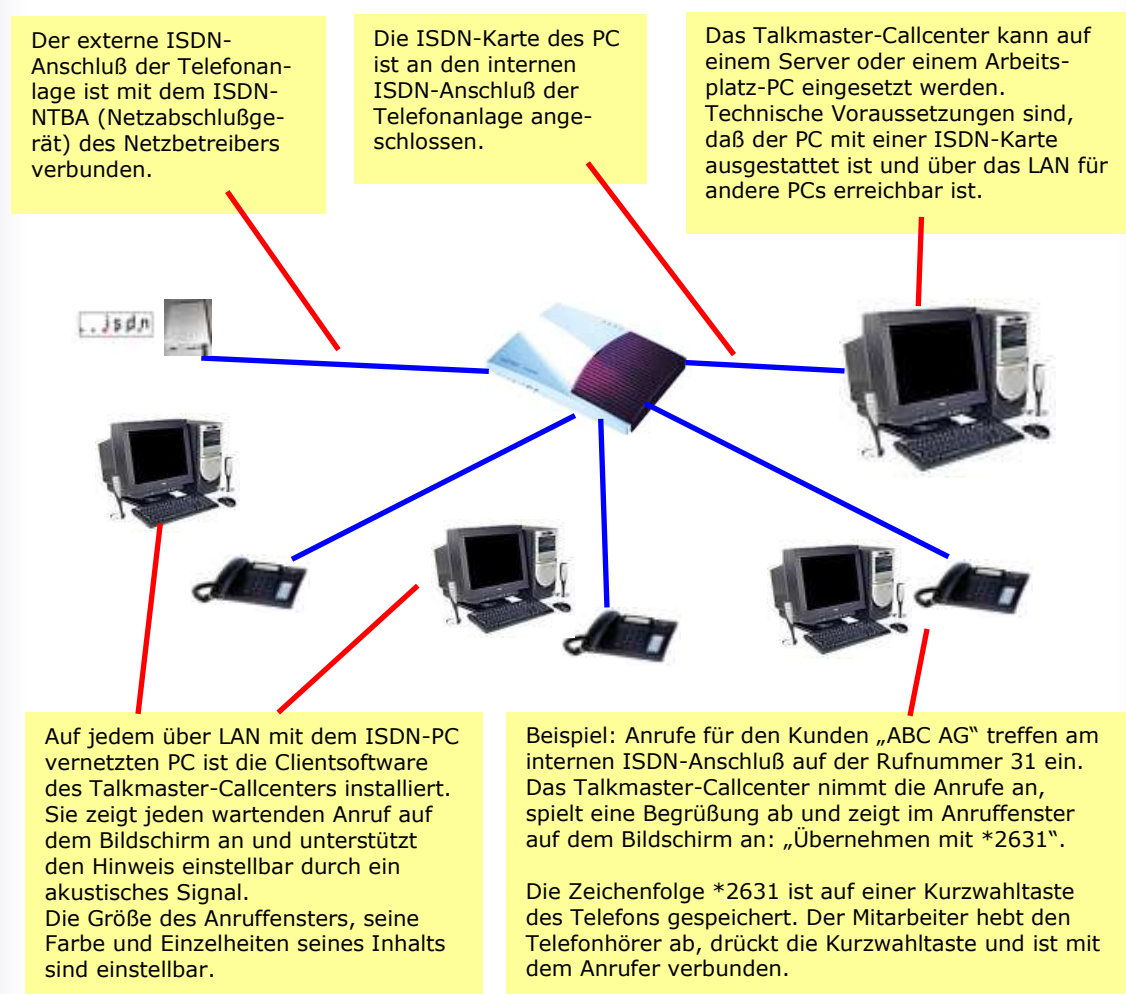 Der externe ISDN-
Anschluß der Telefonan-
lage ist mit dem ISDN-
NTBA (Netzabschlußge-
rät) des Netzbetreibers
verbunden.
Die ISDN-Karte des PC
ist an den internen
ISDN-Anschluß der
Telefonanlage ange-
schlossen.
Das Talkmaster-Callcenter kann auf
einem Server oder einem Arbeits-
platz-PC eingesetzt werden.
Technische Voraussetzungen sind,
daß der PC mit einer ISDN-Karte
ausgestattet ist und über das LAN für
andere PCs erreichbar ist.
Auf jedem über LAN mit dem ISDN-PC
vernetzten PC ist die Clientsoftware
des Talkmaster-Callcenters installiert.
Sie zeigt jeden wartenden Anruf auf
dem Bildschirm an und unterstützt
den Hinweis einstellbar durch ein
akustisches Signal.
Die Größe des Anruffensters, seine
Farbe und Einzelheiten seines Inhalts
sind einstellbar.
Beispiel: Anrufe für den Kunden „ABC AG“ treffen am
internen ISDN-Anschluß auf der Rufnummer 31 ein.
Das Talkmaster-Callcenter nimmt die Anrufe an,
spielt eine Begrüßung ab und zeigt im Anruffenster
auf dem Bildschirm an: „Übernehmen mit *2631“.
Die Zeichenfolge *2631 ist auf einer Kurzwahltaste
des Telefons gespeichert. Der Mitarbeiter hebt den
Telefonhörer ab, drückt die Kurzwahltaste und ist mit
dem Anrufer verbunden.